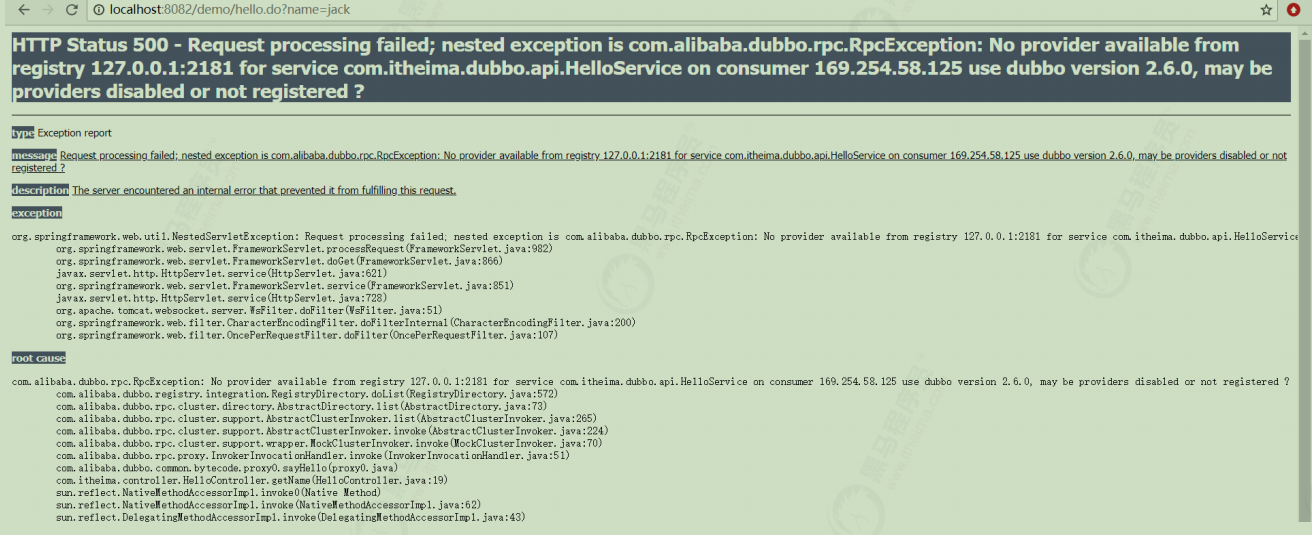 localhost:8082/demo/hello.do?name=jack
HTTP Status 500 - Request processing failed; nested exception is com.alibaba.dubbo.rpc.RpcException: No provider available from
registry 127.0.0.1:2181 for service com.itheima.dubbo.api.HelloService on consumer 169.254.58.125 use dubbo version 2.6.0, may be
providers disabled or not registered ?
type Exception report
message Request processing failed; nested exception is com.alibaba.dubbo.rpc.RpcException: No provider available from registry 127.0.0.1:2181 for service com.itheima.dubbo.api.HelloService on consumer 169.254.58.125 use dubbo version 2.6.0, may be providers disabled or not
registered ?
description The server encountered an internal error that prevented it from fulfilling this request.
exception
org.springframework.web.util.NestedServletException: Request processing failed; nested exception is com.alibaba.dubbo.rpc.RpcException: No provider available from registry 127.0.0.1:2181 for service com.itheima.dubbo.api.HelloService
org.springframework.web.servlet.FrameworkServlet.processRequest(FrameworkServlet.java:982)
org.springframework.web.servlet.FrameworkServlet.doGet(FrameworkServlet.java:866)
javax.servlet.http.HttpServlet.service(HttpServlet.java:621)
org.springframework.web.servlet.FrameworkServlet.service(FrameworkServlet.java:851)
javax.servlet.http.HttpServlet.service(HttpServlet.java:728)
org.apache.tomcat.websocket.server.WsFilter.doFilter(WsFilter.java:51)
org.springframework.web.filter.CharacterEncodingFilter.doFilterInternal(CharacterEncodingFilter.java:200)
org.springframework.web.filter.OncePerRequestFilter.doFilter(OncePerRequestFilter.java:107)
root cause
com.alibaba.dubbo.rpc.RpcException: No provider available from registry 127.0.0.1:2181 for service com.itheima.dubbo.api.HelloService on consumer 169.254.58.125 use dubbo version 2.6.0, may be providers disabled or not registered ?
com.alibaba.dubbo.registry.integration.RegistryDirectory.doList(RegistryDirectory.java:572)
com.alibaba.dubbo.rpc.cluster.directory.AbstractDirectory.list(AbstractDirectory.java:73)
com.alibaba.dubbo.rpc.cluster.support.AbstractClusterInvoker.list(AbstractClusterInvoker.java:265)
com.alibaba.dubbo.rpc.cluster.support.AbstractClusterInvoker.invoke(AbstractClusterInvoker.java:224)
com.alibaba.dubbo.rpc.cluster.support.wrapper.MockClusterInvoker.invoke(MockClusterInvoker.java:70)
com.alibaba.dubbo.rpc.proxy.InvokerInvocationHandler.invoke(InvokerInvocationHandler.java:51)
com.alibaba.dubbo.common.bytecode.proxy0.sayHello(proxy0.java)
com.itheima.controller.HelloController.getName(HelloController.java:19)
sun.reflect.NativeMethodAccessorImpl.invoke0(Native Method)
sun.reflect.NativeMethodAccessorImpl.invoke(NativeMethodAccessorImpl.java:62)
sun.reflect.DelegatingMethodAccessorImpl.invoke(DelegatingMethodAccessorImpl.java:43)
黑马程序员
www.itheima.com